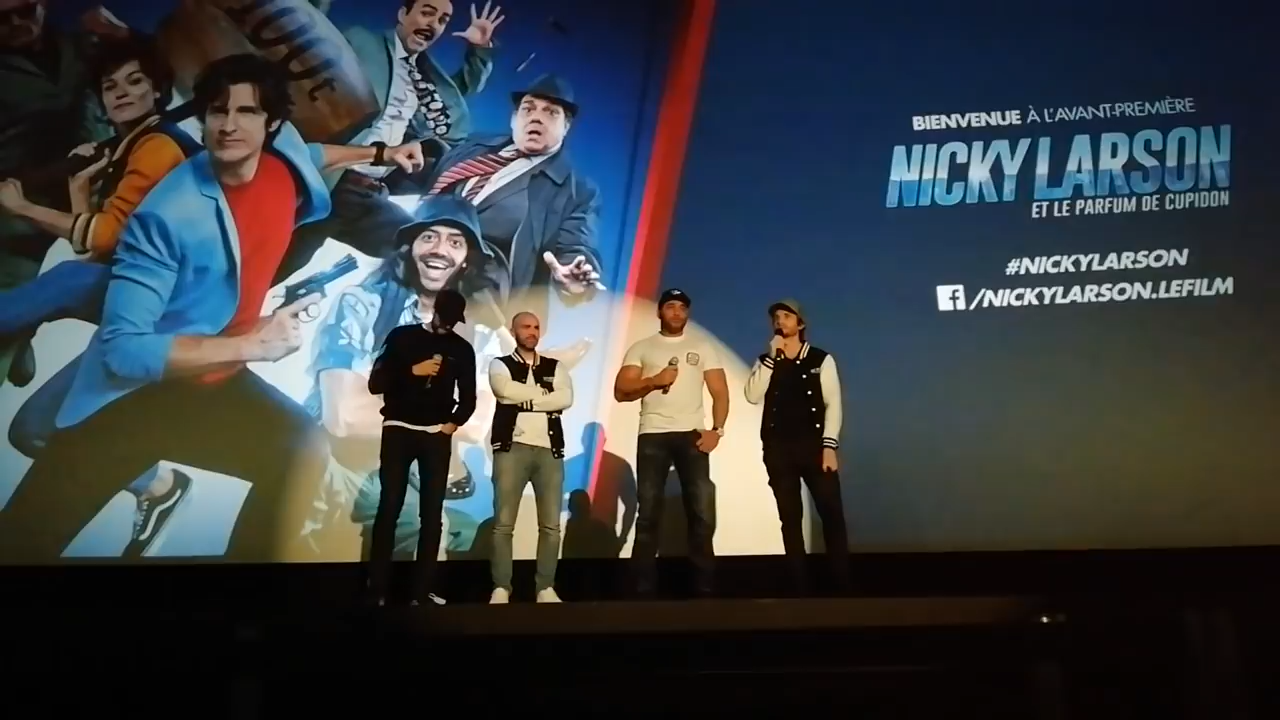 BIENVENUE À L'AVANT-PREMIÈRE
NICKY LARSON
ET LE PARFUM DE CUPIDON
#NICKYLARSON
f/NICKYLARSON.LEFILM